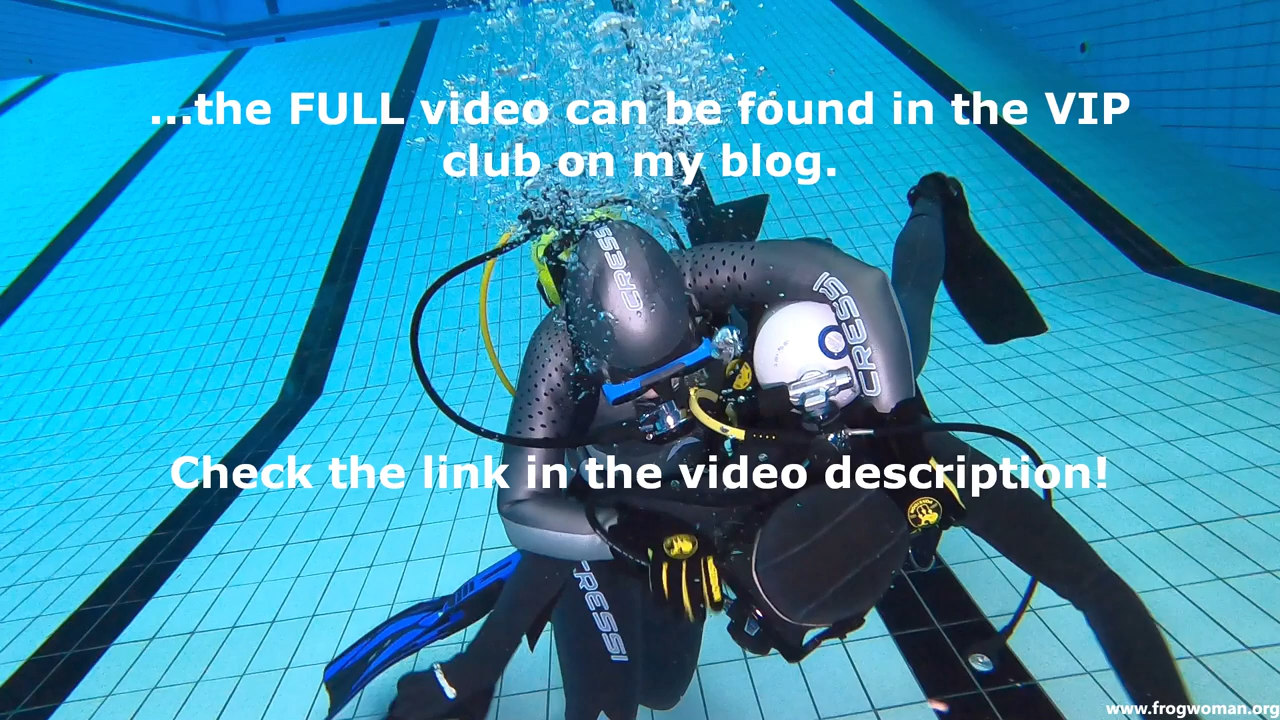 ...the FULL video can be found in the VIP
club on my blog.
CRESSI
CRESSI
Check the link in the video description!
CRESSI
www.frogwoman.org